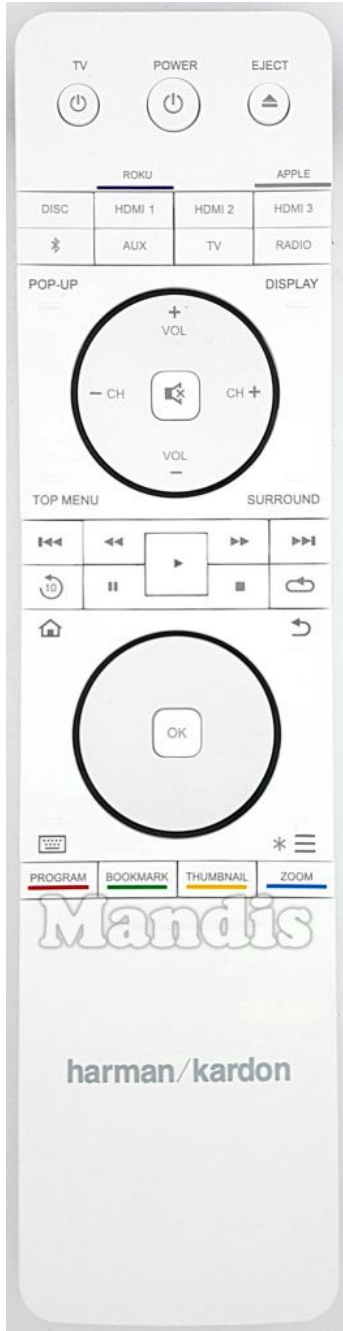 TV POWER EJECT
ROKU APPLE
DISC HDMI 1 HDMI 2 HDMI 3
AUX TV RADIO
POP-UP DISPLAY
+
VOL
− CH CH +
VOL
−
TOP MENU SURROUND
10
OK
PROGRAM BOOKMARK THUMBNAIL ZOOM
Mandis
harman/kardon